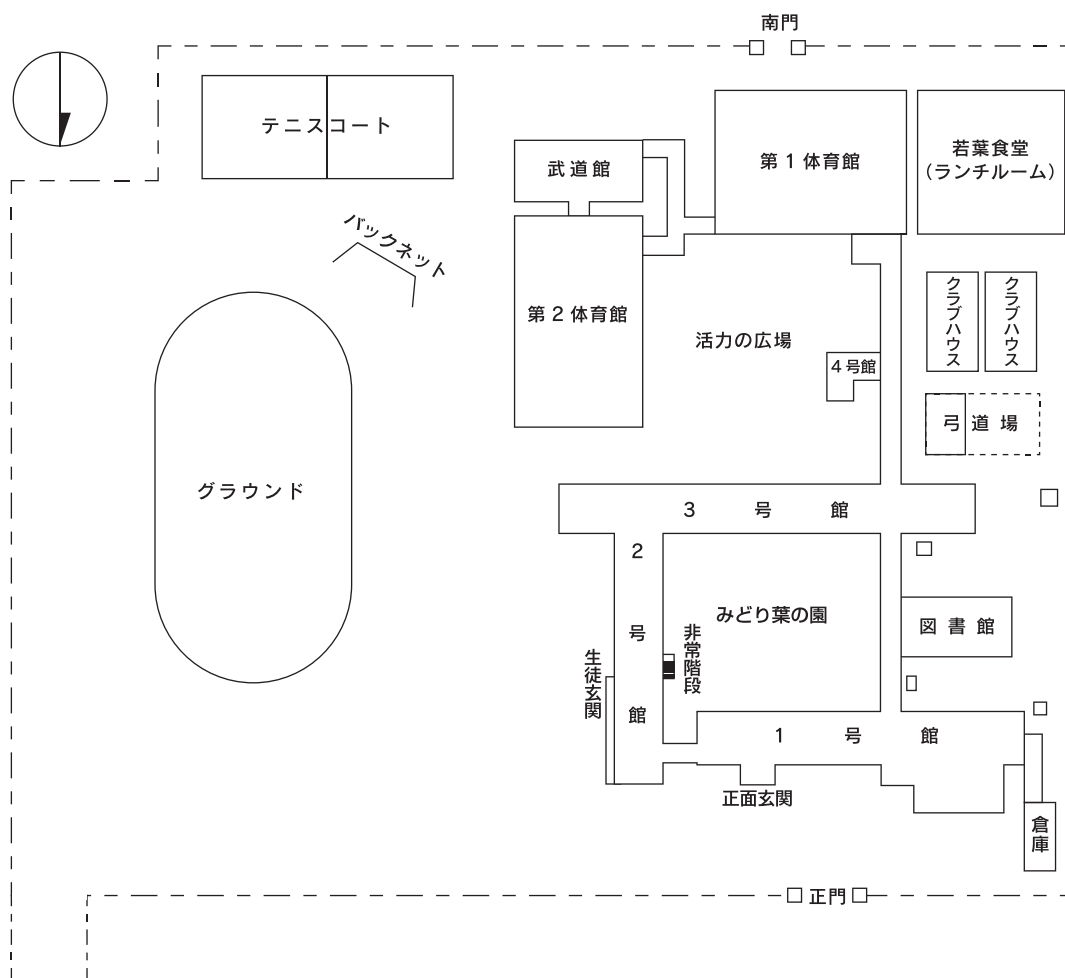 南門
テニスコート
武道館
第1体育館
若葉食堂
(ランチルーム)
バックネット
第2体育館
活力の広場
4号館
クラブハウス
クラブハウス
弓道場
グラウンド
3号館
2号館
みどり葉の園
図書館
非常階段
生徒玄関
1号館
正面玄関
倉庫
正門